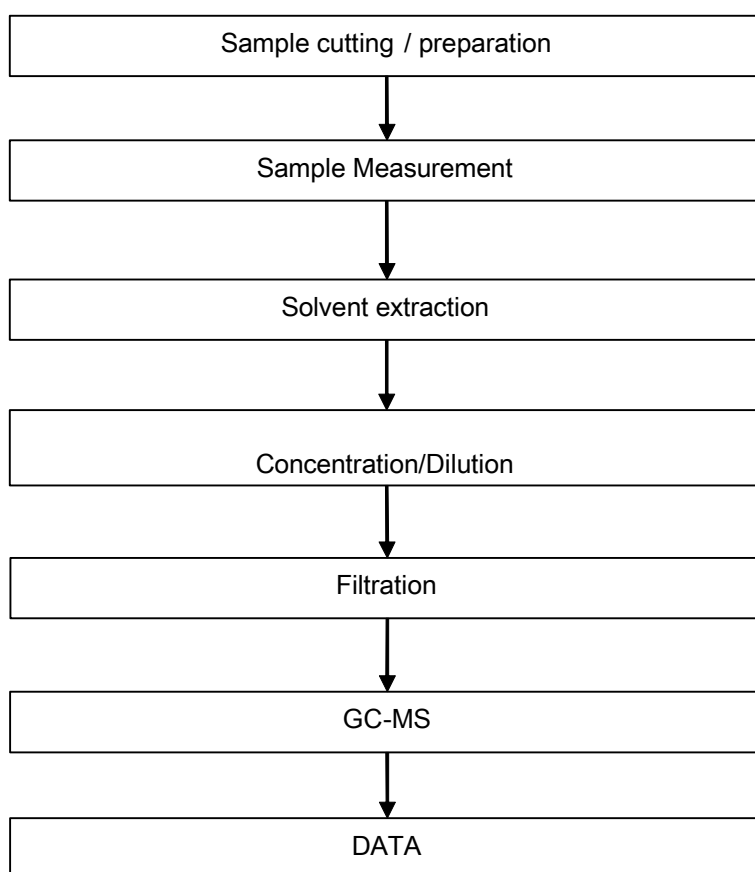 Sample cutting / preparation
Sample Measurement
Solvent extraction
Concentration/Dilution
Filtration
GC-MS
DATA